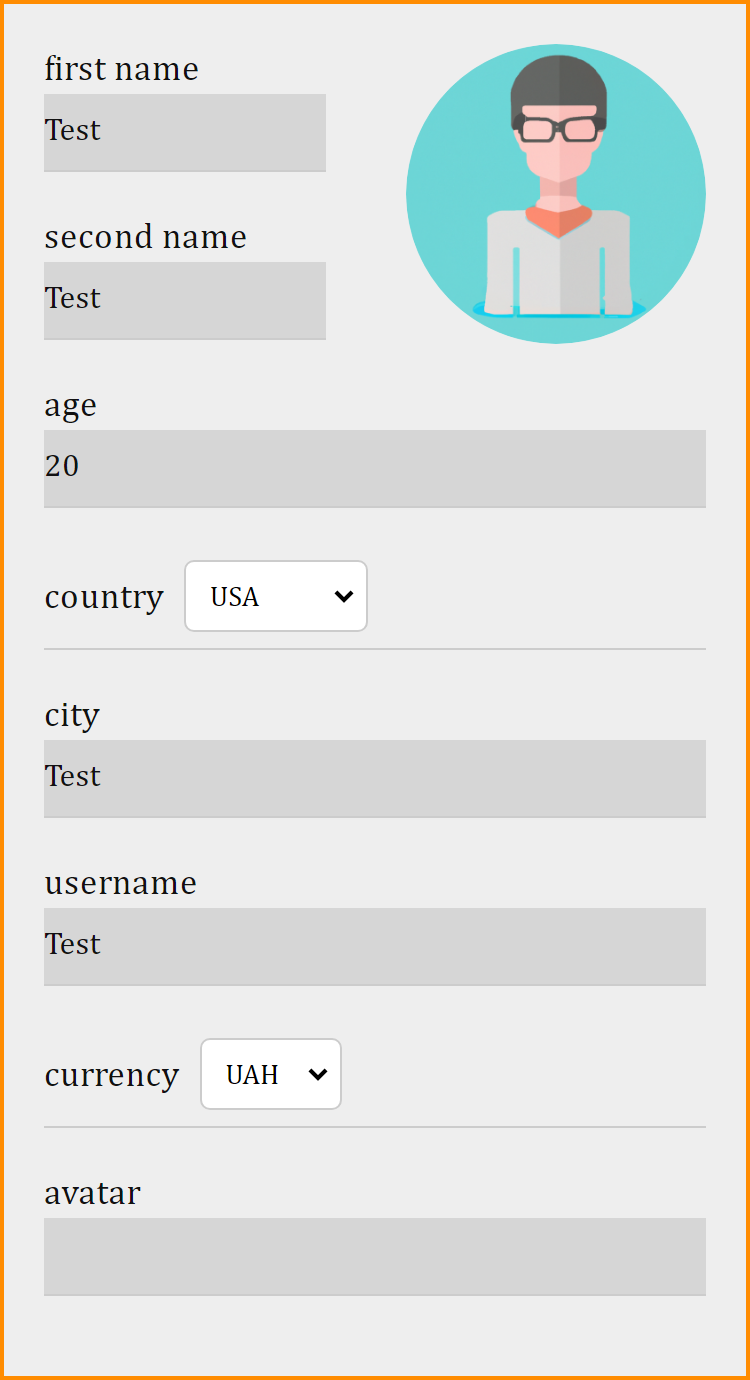 first name
Test
second name
Test
age
20
country USA
city
Test
username
Test
currency UAH
avatar